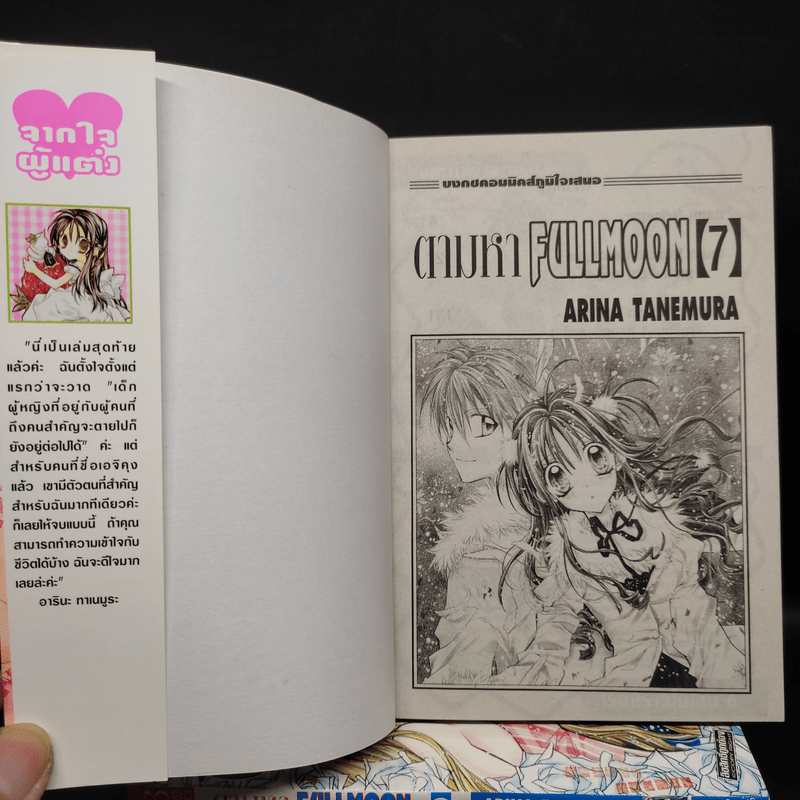 จากใจ
ผู้แต่ง
"นี่เป็นเล่มสุดท้าย
แล้วค่ะ ฉันตั้งใจตั้งแต่
แรกว่าจะวาด "เด็ก
ผู้หญิงที่อยู่กับผู้คนที่
ถึงคนสำคัญจะตายไปก็
ยังอยู่ต่อไปได้" ค่ะ แต่
สำหรับคนที่ชื่อเอจิคุง
แล้ว เขามีตัวตนที่สำคัญ
สำหรับฉันมากทีเดียวค่ะ
ก็เลยให้จบแบบนี้ ถ้าคุณ
สามารถทำความเข้าใจกับ
ชีวิตได้บ้าง ฉันจะดีใจมาก
เลยล่ะค่ะ"
อารินะ ทาเนมูระ
บงกชคอมมิคส์ภูมิใจเสนอ
ตามหา FULLMOON【7】
ARINA TANEMURA
ตามหา FULLMOON